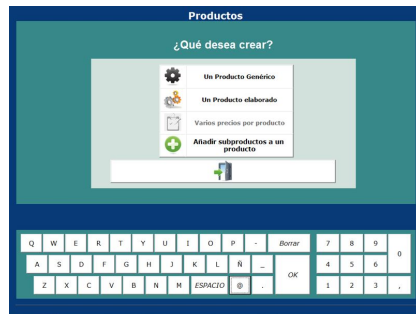 Productos
¿Qué desea crear?
Un Producto Genérico
Un Producto elaborado
Varios precios por producto
Añadir subproductos a un
producto
Q W E R T Y U I O P - Borrar 7 8 9
0
A S D F G H J K L Ñ _ OK 4 5 6
Z X C V B N M ESPACIO @ . 1 2 3 ,